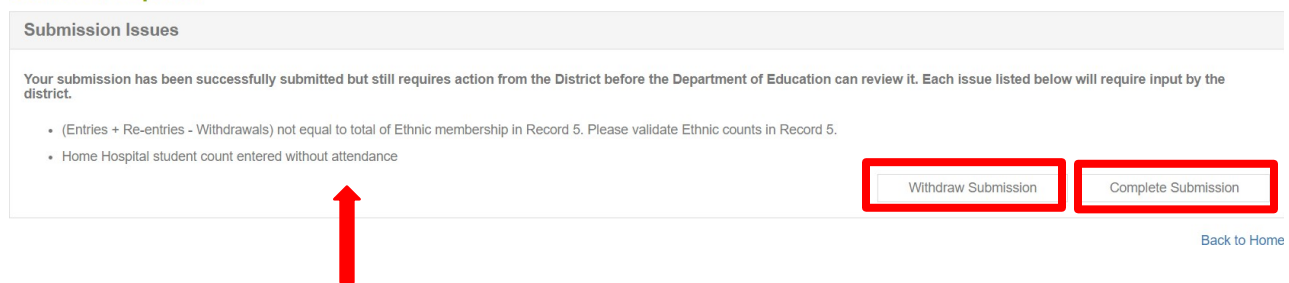 Submission Issues
Your submission has been successfully submitted but still requires action from the District before the Department of Education can review it. Each issue listed below will require input by the
district.
• (Entries + Re-entries - Withdrawals) not equal to total of Ethnic membership in Record 5. Please validate Ethnic counts in Record 5.
• Home Hospital student count entered without attendance
Withdraw Submission Complete Submission
Back to Home